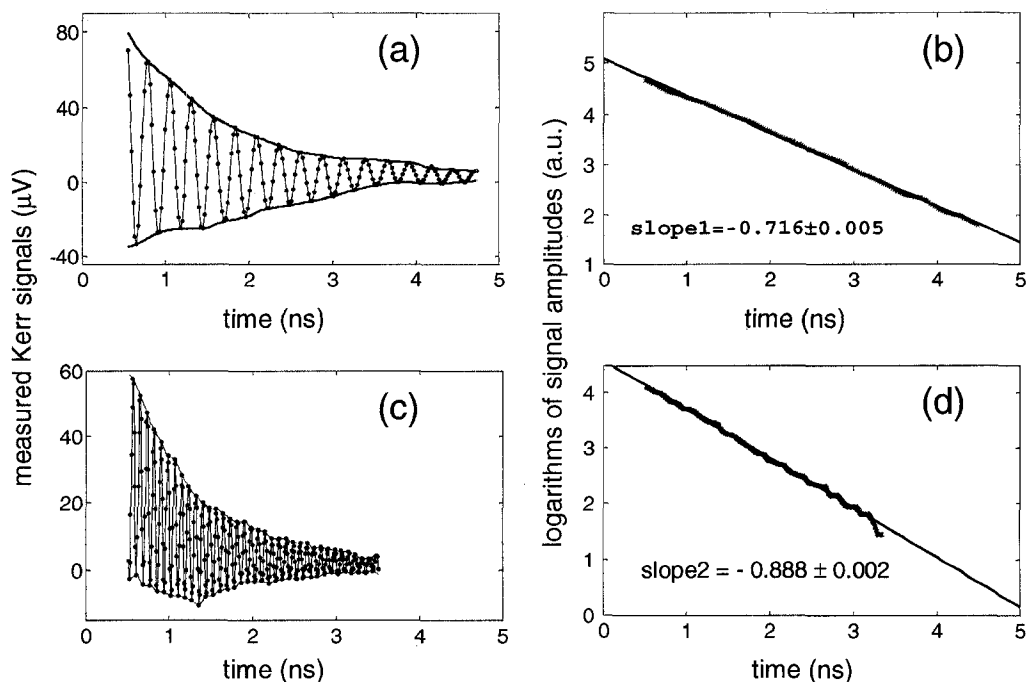 measured Kerr signals (μV)
(a)
80
40
0
-40
0 1 2 3 4 5
time (ns)
(c)
60
40
20
0
0 1 2 3 4 5
time (ns)
logarithms of signal amplitudes (a.u.)
(b)
5
4
3
2
1
slope1=-0.716±0.005
0 1 2 3 4 5
time (ns)
(d)
4
3
2
1
0
slope2 = - 0.888 ± 0.002
0 1 2 3 4 5
time (ns)